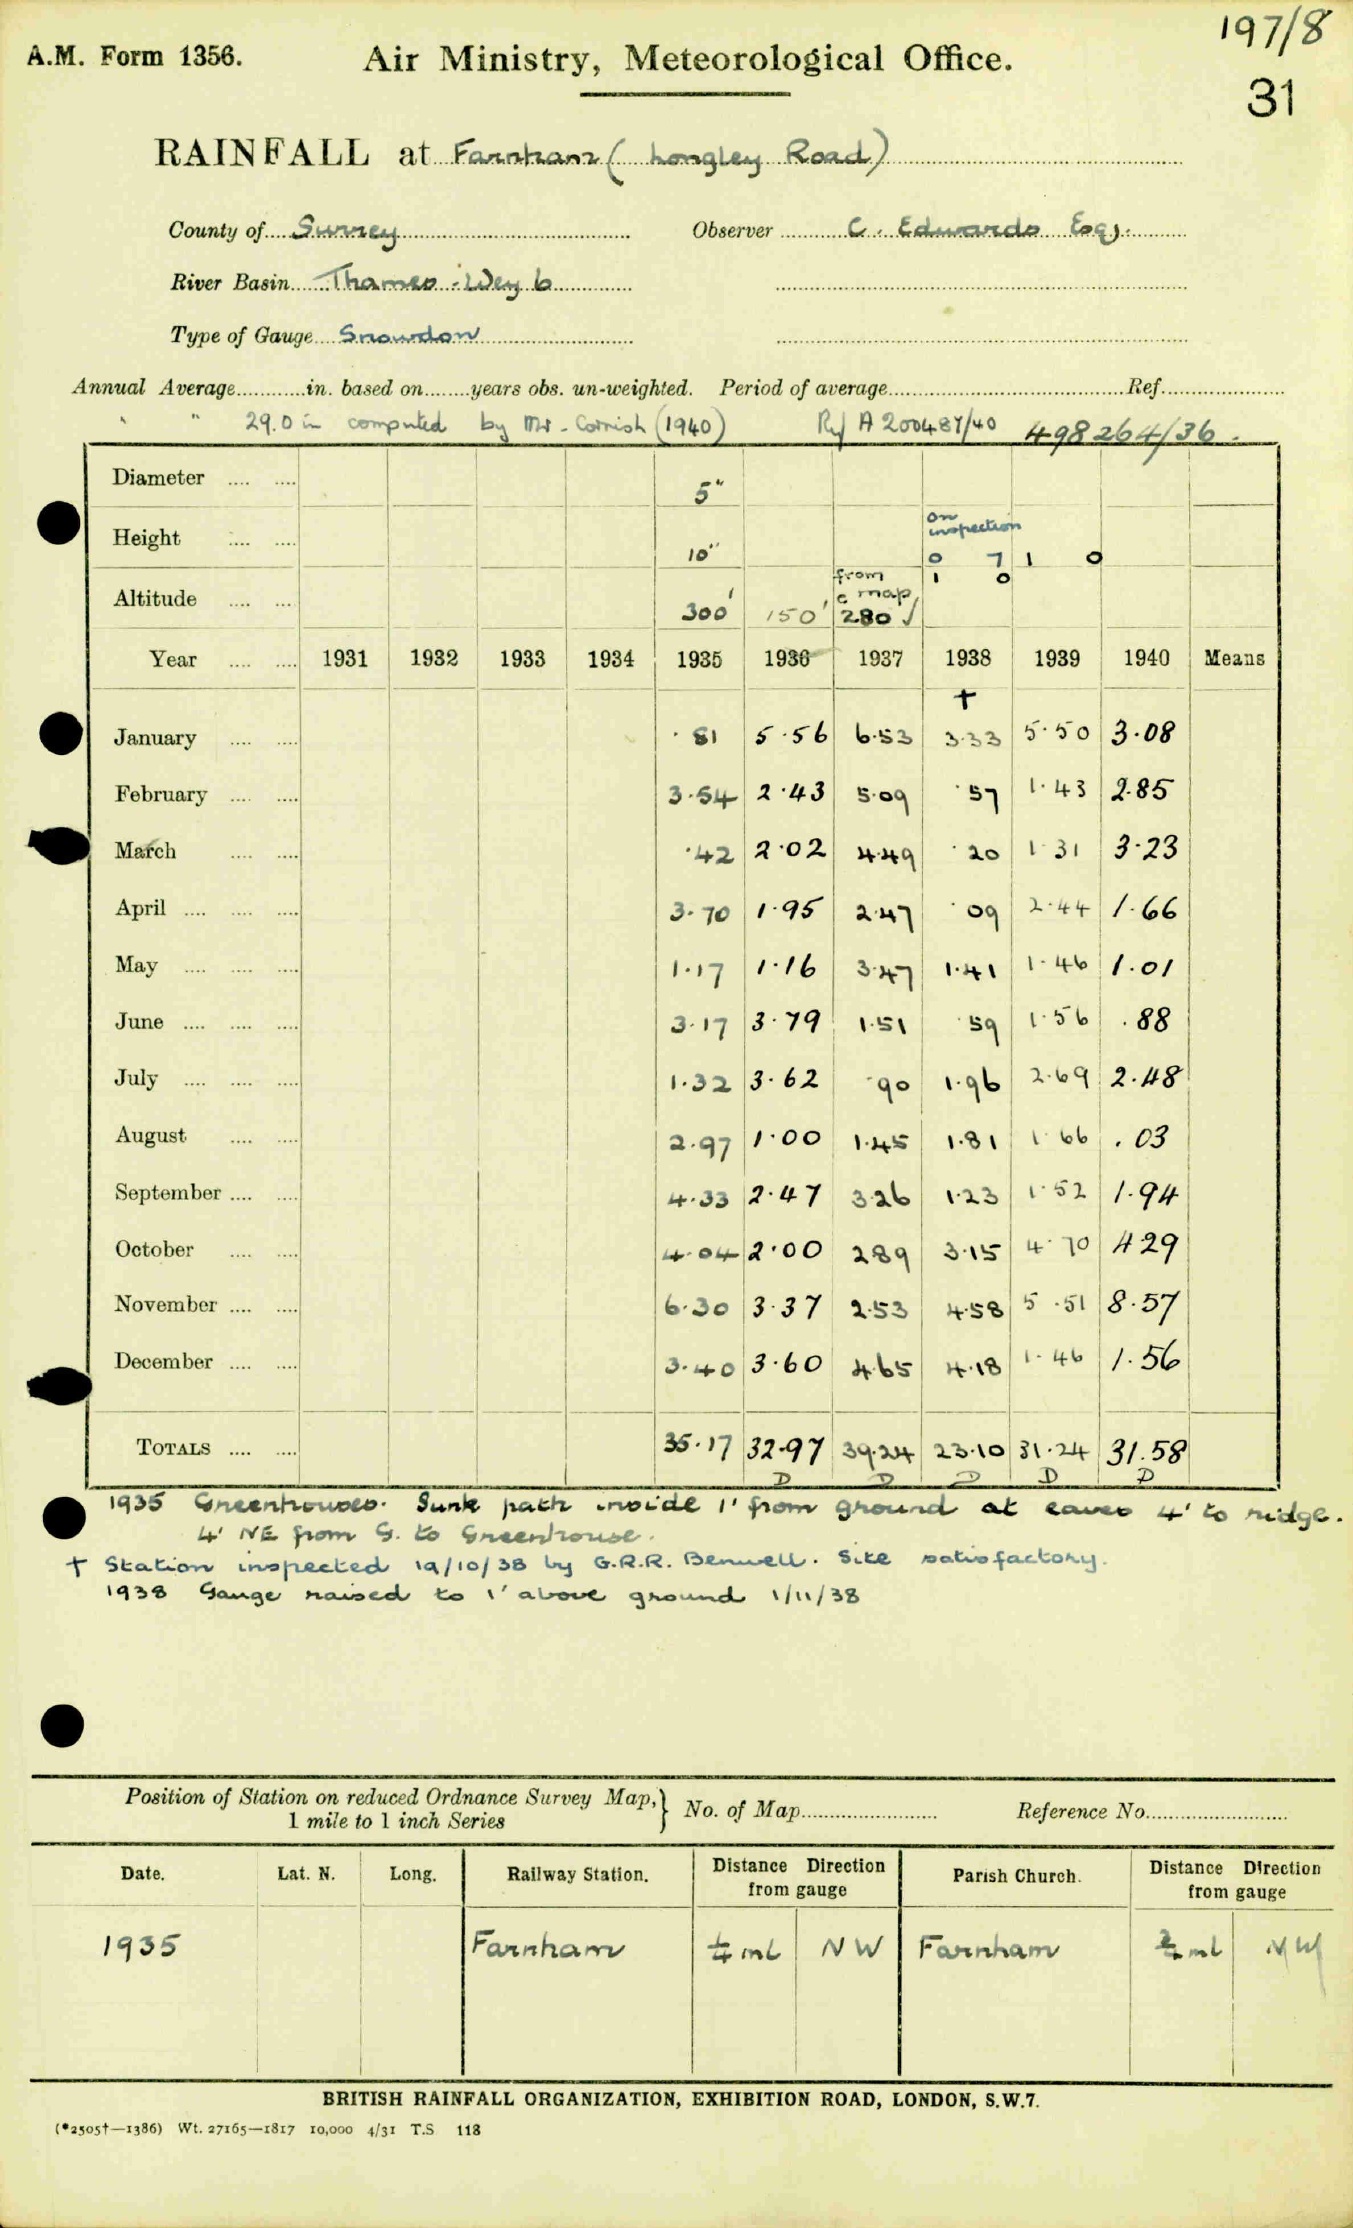 197/8
A.M. Form 1356. Air Ministry, Meteorological Office.
31
RAINFALL at Farnham (Longley Road)
County of Surrey Observer C. Edwards Esq.
River Basin Thames - Wey b
Type of Gauge Snowdon
Annual Average............in. based on........years obs. un-weighted. Period of average..............................Ref.....................
" " 29.0 in computed by Mr. Cornish (1940) Ref A 200487/40 498264/36.
Diameter .... .... 5"
on
inspection
Height .... .... 10" 0 7 1 0
from 1 0
c map
Altitude .... .... 300' 150' 280 √
Year .... .... 1931 1932 1933 1934 1935 1936 1937 1938 1939 1940 Means
†
January .... .... ·81 5·56 6·53 3·33 5·50 3·08
February .... .... 3·54 2·43 5·09 ·57 1·43 2·85
March .... .... ·42 2·02 4·49 ·20 1·31 3·23
April .... .... .... 3·70 1·95 2·47 ·09 2·44 1·66
May .... .... .... 1·17 1·16 3·47 1·41 1·46 1·01
June .... .... .... 3·17 3·79 1·51 ·59 1·56 ·88
July .... .... .... 1·32 3·62 ·90 1·96 2·69 2·48
August .... .... 2·97 1·00 1·45 1·81 1·66 ·03
September .... .... 4·33 2·47 3·26 1·23 1·52 1·94
October .... .... 4·04 2·00 2·89 3·15 4·70 4 29
November .... .... 6·30 3·37 2·53 4·58 5·51 8·57
December .... .... 3·40 3·60 4·65 4·18 1·46 1·56
TOTALS .... .... 35·17 32·97 39·24 23·10 31·24 31.58
D D D D D
1935 Greenhouses. Sunk path inside 1' from ground at eaves 4' to ridge.
4' NE from G. to Greenhouse.
† Station inspected 19/10/38 by G.R.R. Benwell. Site satisfactory.
1938 Gauge raised to 1' above ground 1/11/38
Position of Station on reduced Ordnance Survey Map, } No. of Map........................ Reference No.........................
1 mile to 1 inch Series
Date. Lat. N. Long. Railway Station. Distance Direction Parish Church. Distance Direction
from gauge from gauge
1935 Farnham ¼ ml NW Farnham ml NW
BRITISH RAINFALL ORGANIZATION, EXHIBITION ROAD, LONDON, S.W.7.
(*2505†—1386) Wt. 27165—1817 10,000 4/31 T.S 118